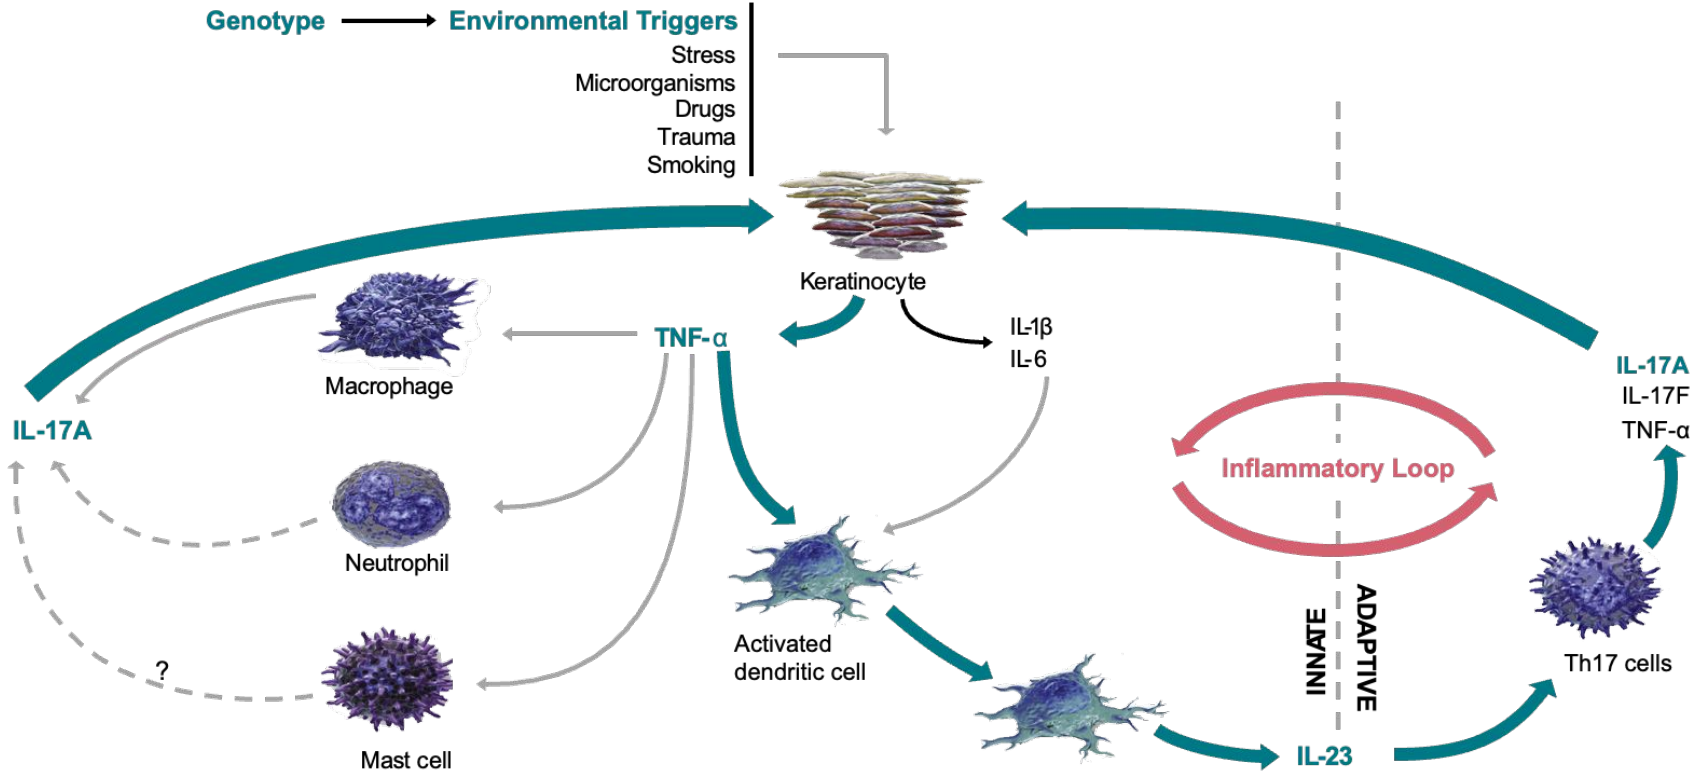 Genotype
Environmental Triggers
Stress
Microorganisms
Drugs
Trauma
Smoking
Keratinocyte
Macrophage
TNF-α
IL-1β
IL-6
IL-17A
IL-17A
IL-17F
TNF-α
Inflammatory Loop
Neutrophil
Activated
dendritic cell
INNATE
ADAPTIVE
Th17 cells
?
Mast cell
IL-23